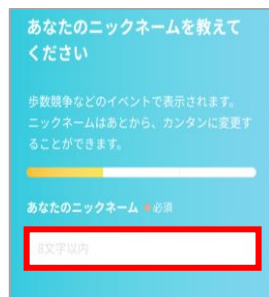 あなたのニックネームを教えて
ください
歩数競争などのイベントで表示されます。
ニックネームはあとから、カンタンに変更す
ることができます。
あなたのニックネーム ●必須
8文字以内